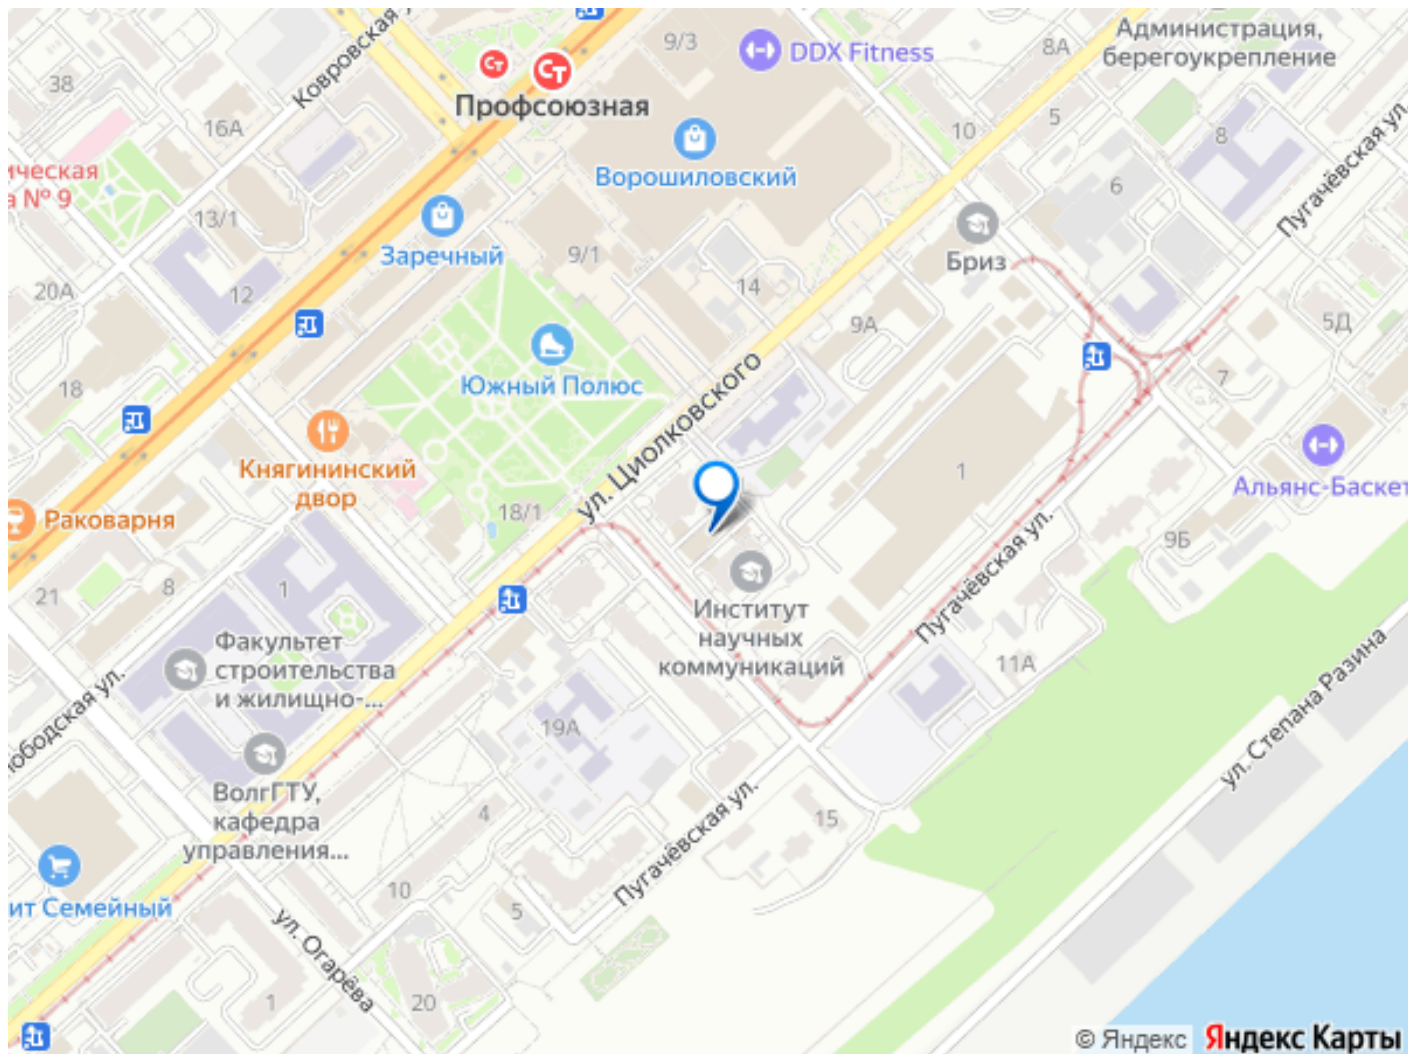 Ковровская у
9/3
DDX Fitness
8А
Администрация,
берегоукрепление
38
Ст
Ст
Профсоюзная
16А
10
5
8
Пугачёвская ул.
ическая
а № 9
Ворошиловский
6
13/1
Заречный
9/1
Бриз
20А
12
14
9А
5Д
18
Южный Полюс
ул. Циолковского
7
Княгининский
двор
1
Альянс-Баскет
Раковарня
18/1
Пугачёвская ул.
9Б
21
8
1
Институт
научных
коммуникаций
Факультет
строительства
и жилищно-...
11А
ул. Степана Разина
лободская ул.
19А
ВолгГТУ,
кафедра
управления...
4
15
Пугачёвская ул.
ит Семейный
10
5
ул. Огарёва
1
20
© Яндекс Яндекс Карты